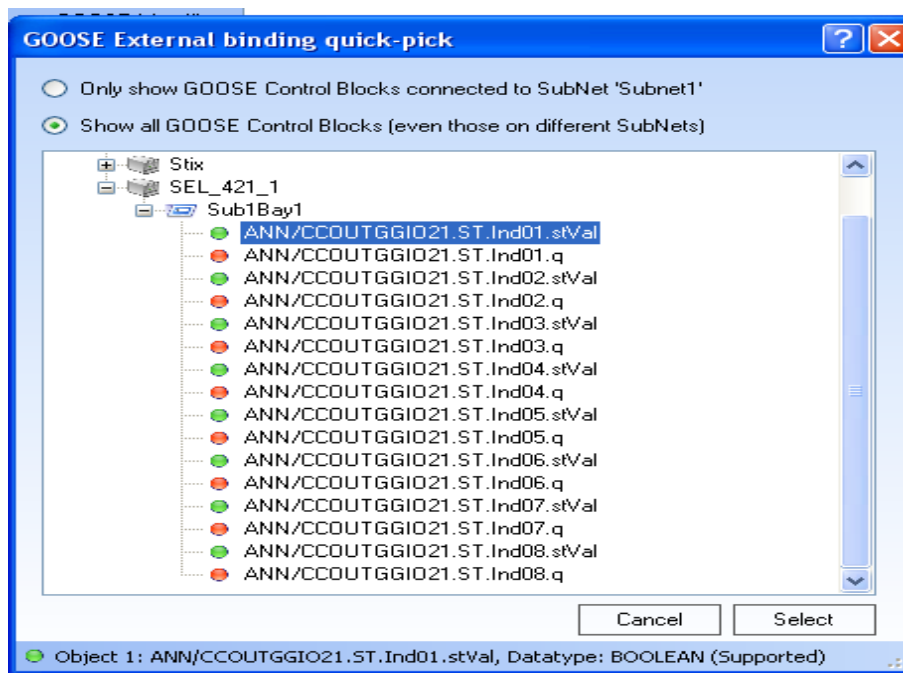 GOOSE External binding quick-pick
Only show GOOSE Control Blocks connected to SubNet 'Subnet1'
Show all GOOSE Control Blocks (even those on different SubNets)
Stix
SEL_421_1
Sub1Bay1
ANN/CCOUTGGIO21.ST.Ind01.stVal
ANN/CCOUTGGIO21.ST.Ind01.q
ANN/CCOUTGGIO21.ST.Ind02.stVal
ANN/CCOUTGGIO21.ST.Ind02.q
ANN/CCOUTGGIO21.ST.Ind03.stVal
ANN/CCOUTGGIO21.ST.Ind03.q
ANN/CCOUTGGIO21.ST.Ind04.stVal
ANN/CCOUTGGIO21.ST.Ind04.q
ANN/CCOUTGGIO21.ST.Ind05.stVal
ANN/CCOUTGGIO21.ST.Ind05.q
ANN/CCOUTGGIO21.ST.Ind06.stVal
ANN/CCOUTGGIO21.ST.Ind06.q
ANN/CCOUTGGIO21.ST.Ind07.stVal
ANN/CCOUTGGIO21.ST.Ind07.q
ANN/CCOUTGGIO21.ST.Ind08.stVal
ANN/CCOUTGGIO21.ST.Ind08.q
Cancel Select
Object 1: ANN/CCOUTGGIO21.ST.Ind01.stVal, Datatype: BOOLEAN (Supported)